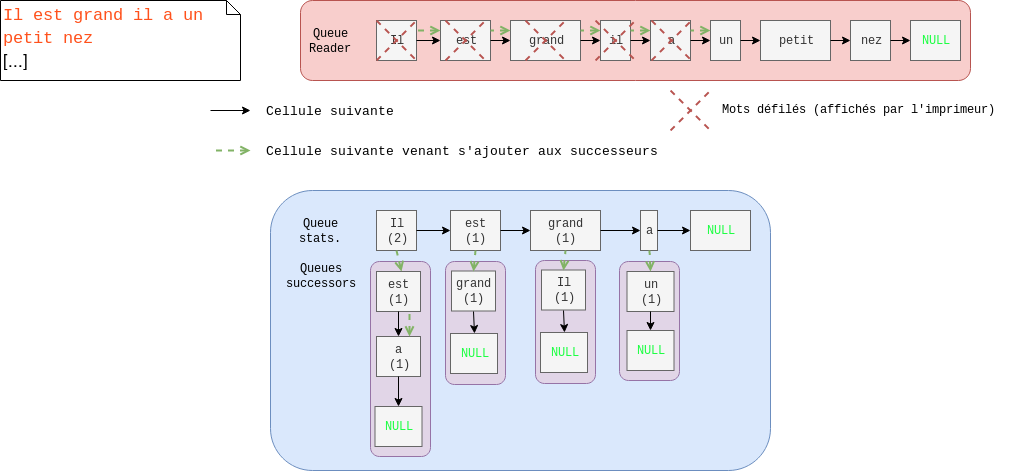 Il est grand il a un
petit nez
[...]
Queue
Reader
Il est grand il a un petit nez NULL
Cellule suivante
Mots défilés (affichés par l'imprimeur)
Cellule suivante venant s'ajouter aux successeurs
Queue
stats.
Il
(2)
est
(1)
grand
(1)
a
NULL
Queues
successors
est
(1)
a
(1)
NULL
grand
(1)
NULL
Il
(1)
NULL
un
(1)
NULL